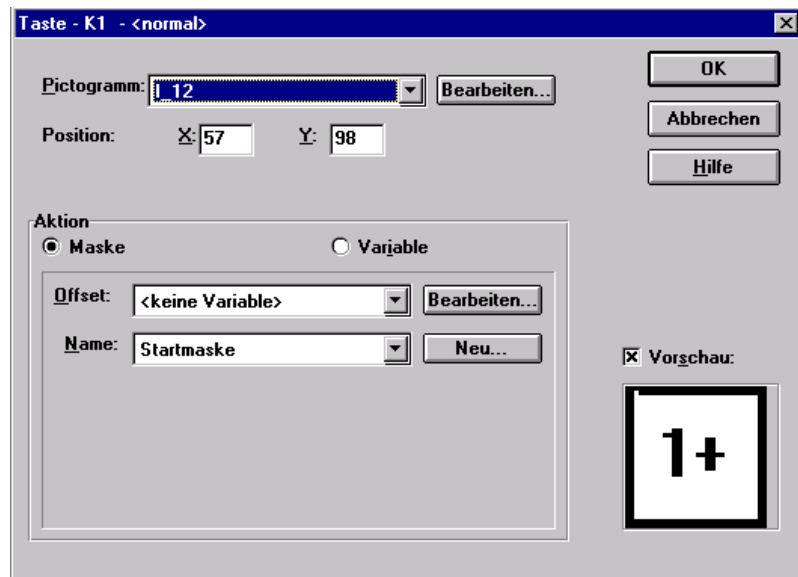 Taste - K1 - <normal>
Pictogramm: I_12 Bearbeiten... OK
Position: X: 57 Y: 98 Abbrechen
Hilfe
Aktion
Maske Variable
Offset: <keine Variable> Bearbeiten...
Name: Startmaske Neu...
Vorschau:
1+